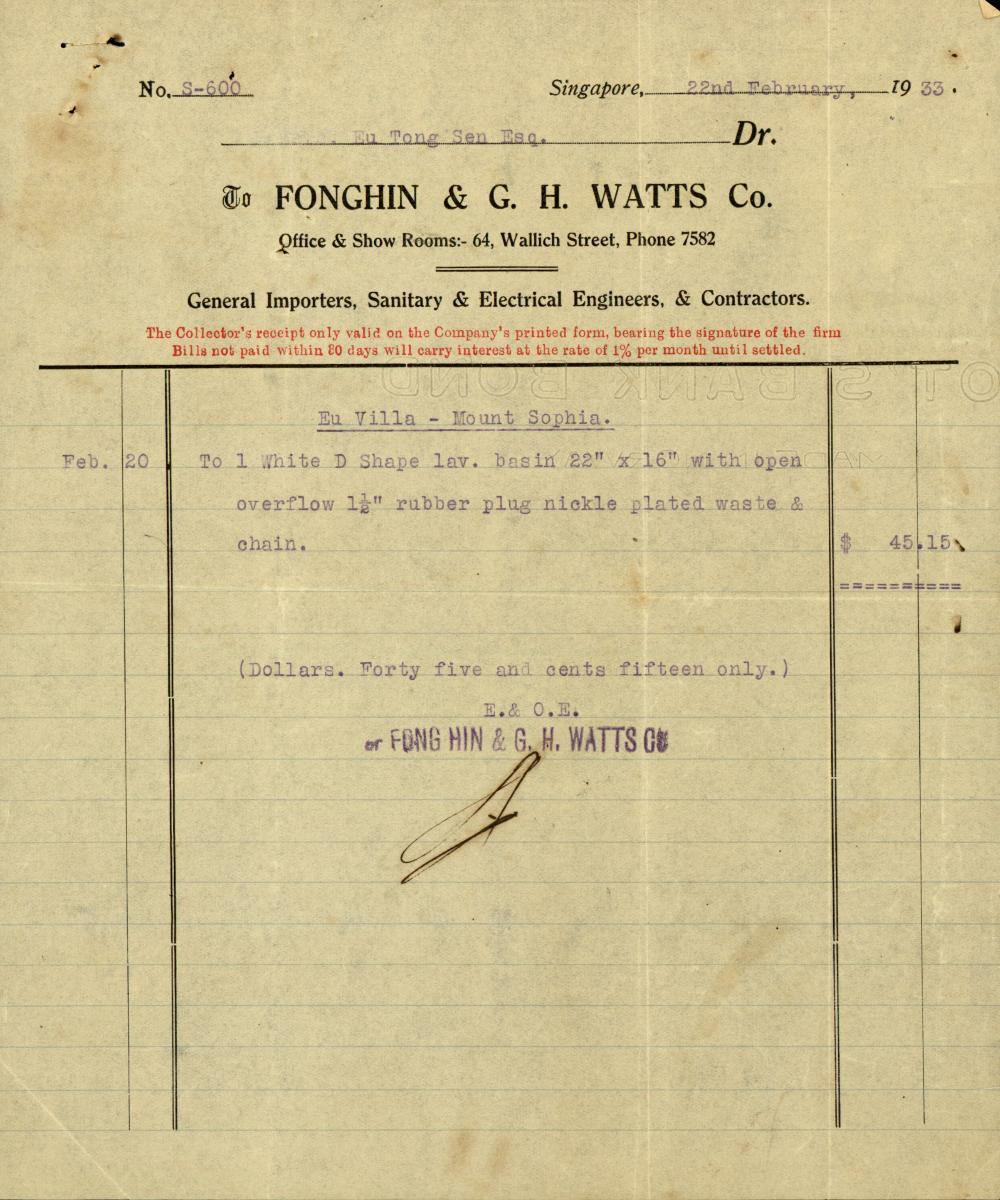 No. S-600 Singapore, 22nd February, 1933.
Eu Tong Sen Esq. Dr.
To FONGHIN & G. H. WATTS Co.
Office & Show Rooms:- 64, Wallich Street, Phone 7582
General Importers, Sanitary & Electrical Engineers, & Contractors.
The Collector's receipt only valid on the Company's printed form, bearing the signature of the firm
Bills not paid within 30 days will carry interest at the rate of 1% per month until settled.
Eu Villa - Mount Sophia.
Feb. 20 To 1 White D Shape lav. basin 22" x 16" with open
overflow 1½" rubber plug nickle plated waste &
chain. $ 45.15
==========
(Dollars. Forty five and cents fifteen only.)
E.& O.E.
or FONG HIN & G. H. WATTS Co